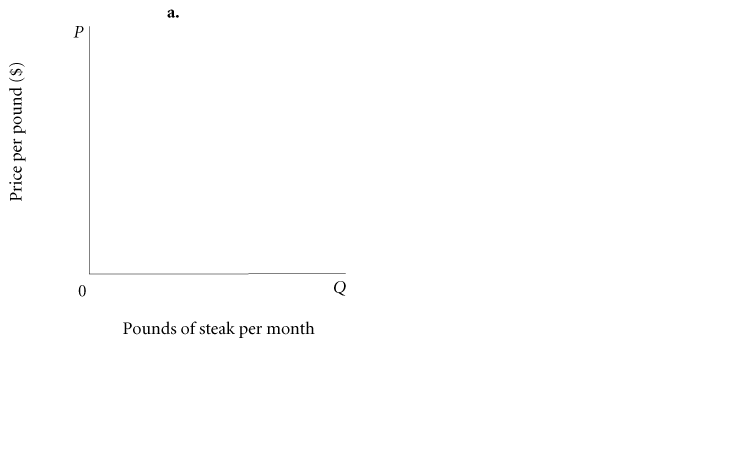 a.
P
Price per pound ($)
0
Q
Pounds of steak per month